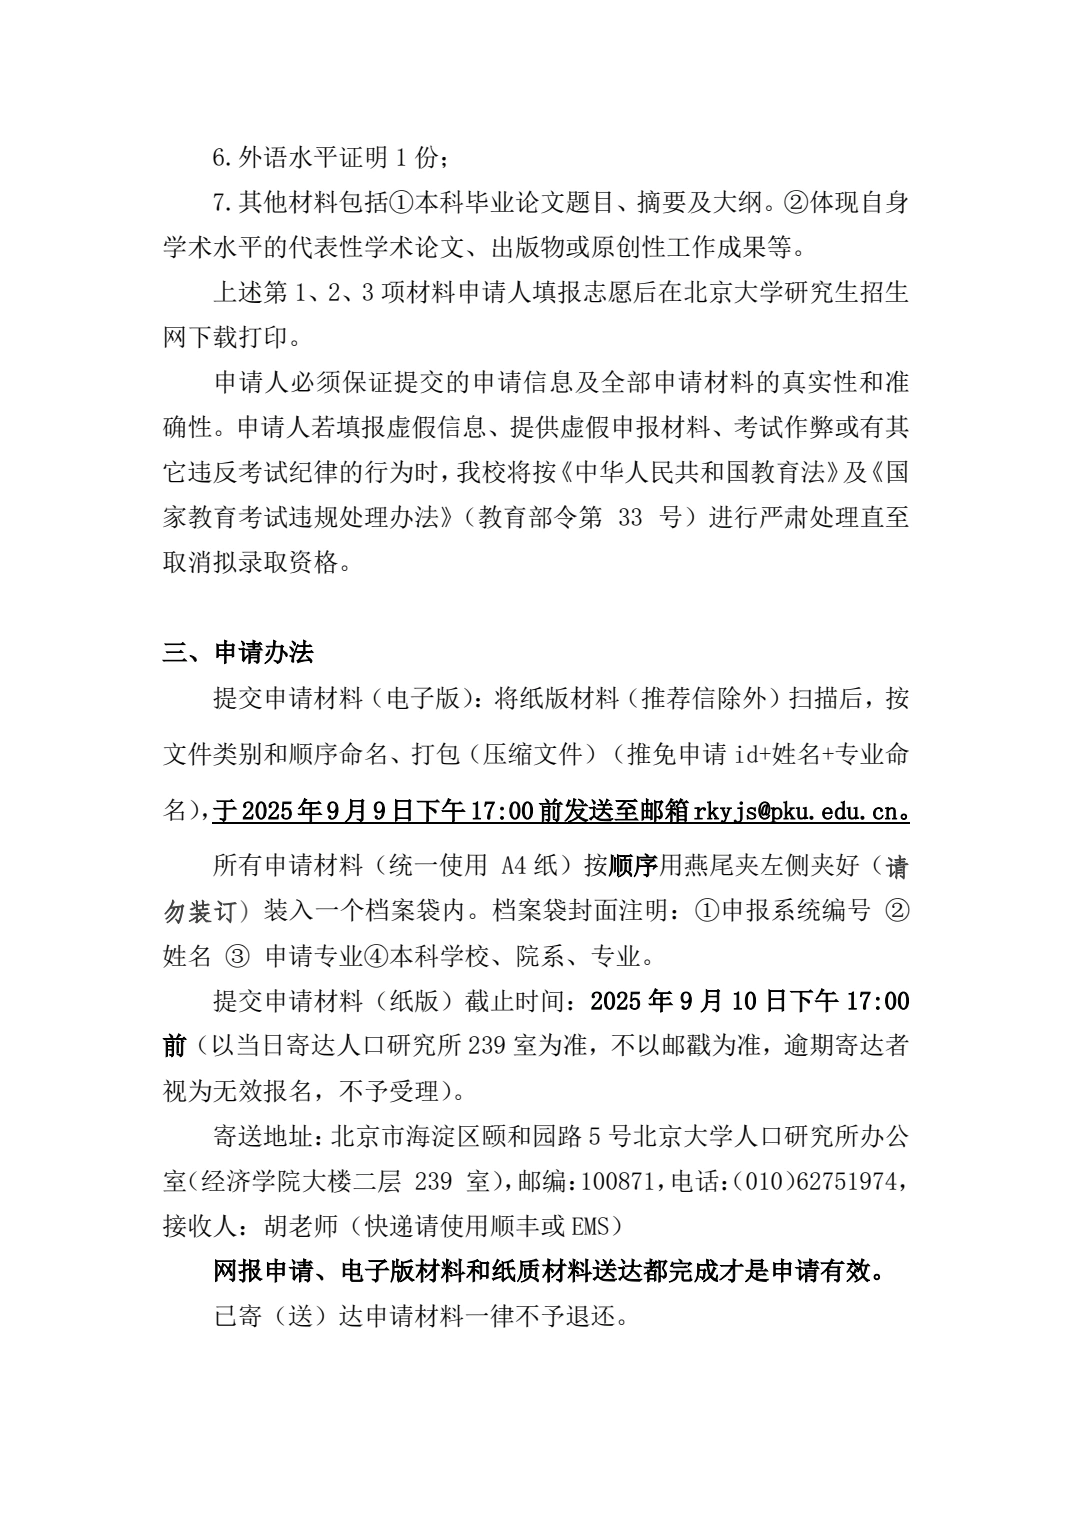 6.外语水平证明 1 份；
7.其他材料包括①本科毕业论文题目、摘要及大纲。②体现自身
学术水平的代表性学术论文、出版物或原创性工作成果等。
上述第 1、2、3 项材料申请人填报志愿后在北京大学研究生招生
网下载打印。
申请人必须保证提交的申请信息及全部申请材料的真实性和准
确性。申请人若填报虚假信息、提供虚假申报材料、考试作弊或有其
它违反考试纪律的行为时，我校将按《中华人民共和国教育法》及《国
家教育考试违规处理办法》（教育部令第 33 号）进行严肃处理直至
取消拟录取资格。
三、申请办法
提交申请材料（电子版）：将纸版材料（推荐信除外）扫描后，按
文件类别和顺序命名、打包（压缩文件）（推免申请 id+姓名+专业命
名），于 2025 年 9 月 9 日下午 17:00 前发送至邮箱 rkyjs@pku.edu.cn。
所有申请材料（统一使用 A4 纸）按顺序用燕尾夹左侧夹好（请
勿装订）装入一个档案袋内。档案袋封面注明：①申报系统编号 ②
姓名 ③ 申请专业④本科学校、院系、专业。
提交申请材料（纸版）截止时间：2025 年 9 月 10 日下午 17:00
前（以当日寄达人口研究所 239 室为准，不以邮戳为准，逾期寄达者
视为无效报名，不予受理）。
寄送地址：北京市海淀区颐和园路 5 号北京大学人口研究所办公
室（经济学院大楼二层 239 室），邮编：100871，电话：（010）62751974，
接收人：胡老师（快递请使用顺丰或 EMS）
网报申请、电子版材料和纸质材料送达都完成才是申请有效。
已寄（送）达申请材料一律不予退还。